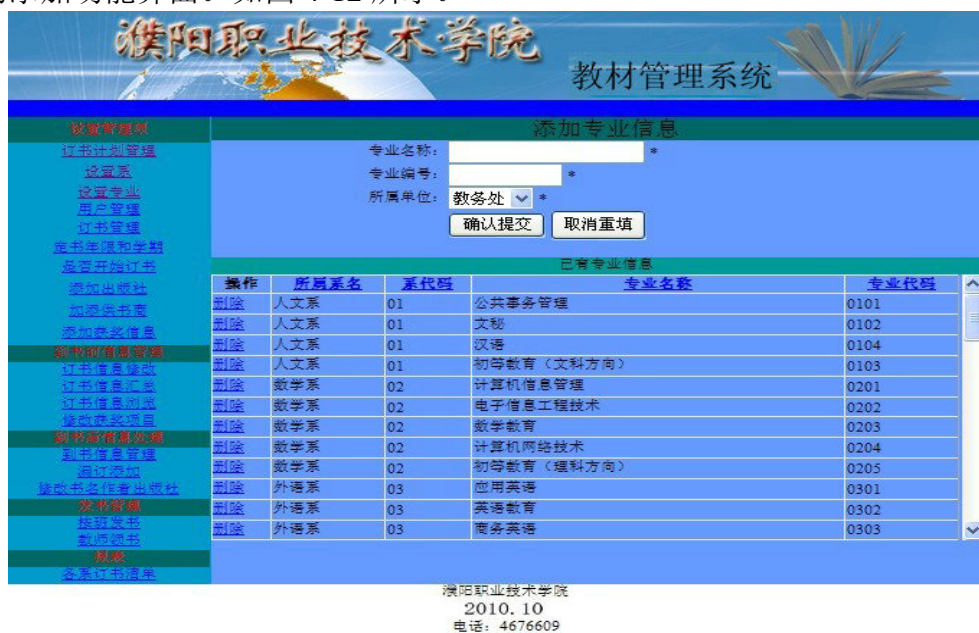 濮阳职业技术学院
教材管理系统
设置管理项
订书计划管理
设置系
设置专业
用户管理
订书管理
定书年限和学期
是否开始订书
添加出版社
加添供书商
添加获奖信息
到书前信息管理
订书信息修改
订书信息汇总
订书信息浏览
修改获奖项目
到书后信息处理
到书信息管理
漏订添加
修改书名作者出版社
发书管理
按班发书
教师领书
报表
各系订书清单
添加专业信息
专业名称： *
专业编号： *
所属单位： 教务处 *
确认提交 取消重填
已有专业信息
操作 所属系名 系代码 专业名称 专业代码
删除 人文系 01 公共事务管理 0101
删除 人文系 01 文秘 0102
删除 人文系 01 汉语 0104
删除 人文系 01 初等教育（文科方向） 0103
删除 数学系 02 计算机信息管理 0201
删除 数学系 02 电子信息工程技术 0202
删除 数学系 02 数学教育 0203
删除 数学系 02 计算机网络技术 0204
删除 数学系 02 初等教育（理科方向） 0205
删除 外语系 03 应用英语 0301
删除 外语系 03 英语教育 0302
删除 外语系 03 商务英语 0303
濮阳职业技术学院
2010.10
电话：4676609